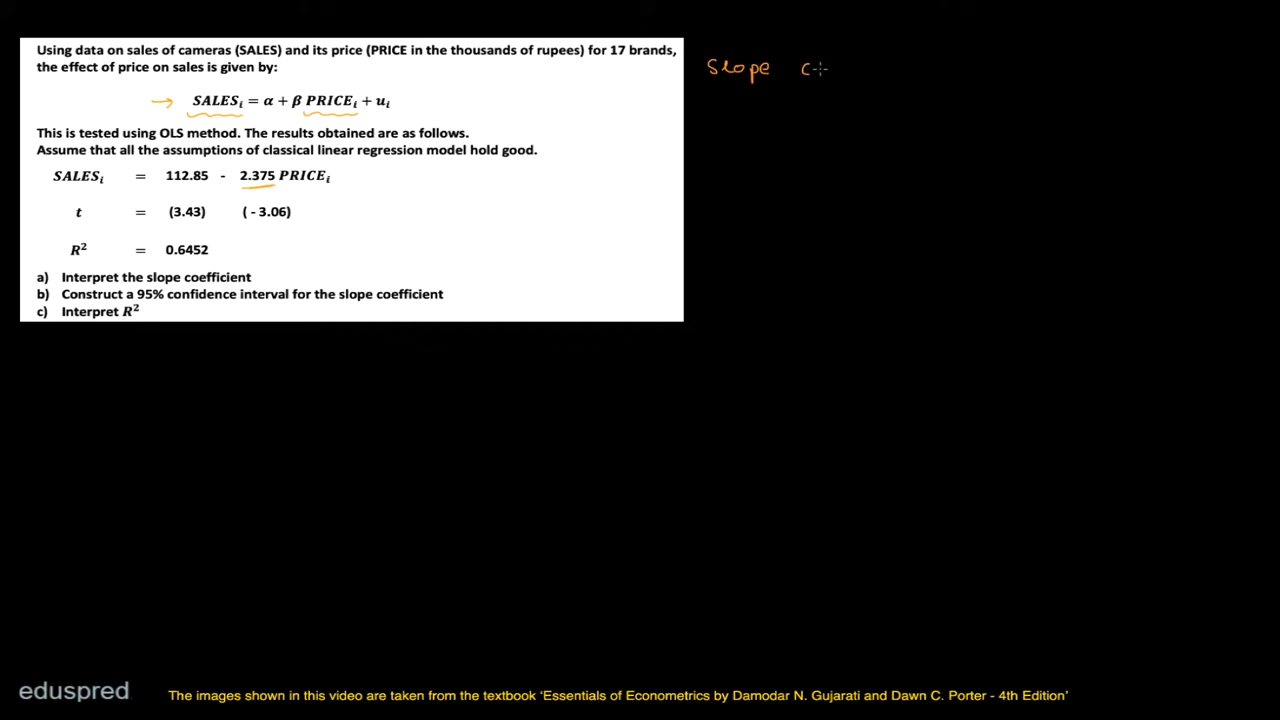 Using data on sales of cameras (SALES) and its price (PRICE in the thousands of rupees) for 17 brands,
the effect of price on sales is given by:
→ SALESᵢ = α + β PRICEᵢ + uᵢ
This is tested using OLS method. The results obtained are as follows.
Assume that all the assumptions of classical linear regression model hold good.
SALESᵢ = 112.85 - 2.375 PRICEᵢ
t = (3.43) ( - 3.06)
R² = 0.6452
a) Interpret the slope coefficient
b) Construct a 95% confidence interval for the slope coefficient
c) Interpret R²
Slope c
eduspred
The images shown in this video are taken from the textbook 'Essentials of Econometrics by Damodar N. Gujarati and Dawn C. Porter - 4th Edition'